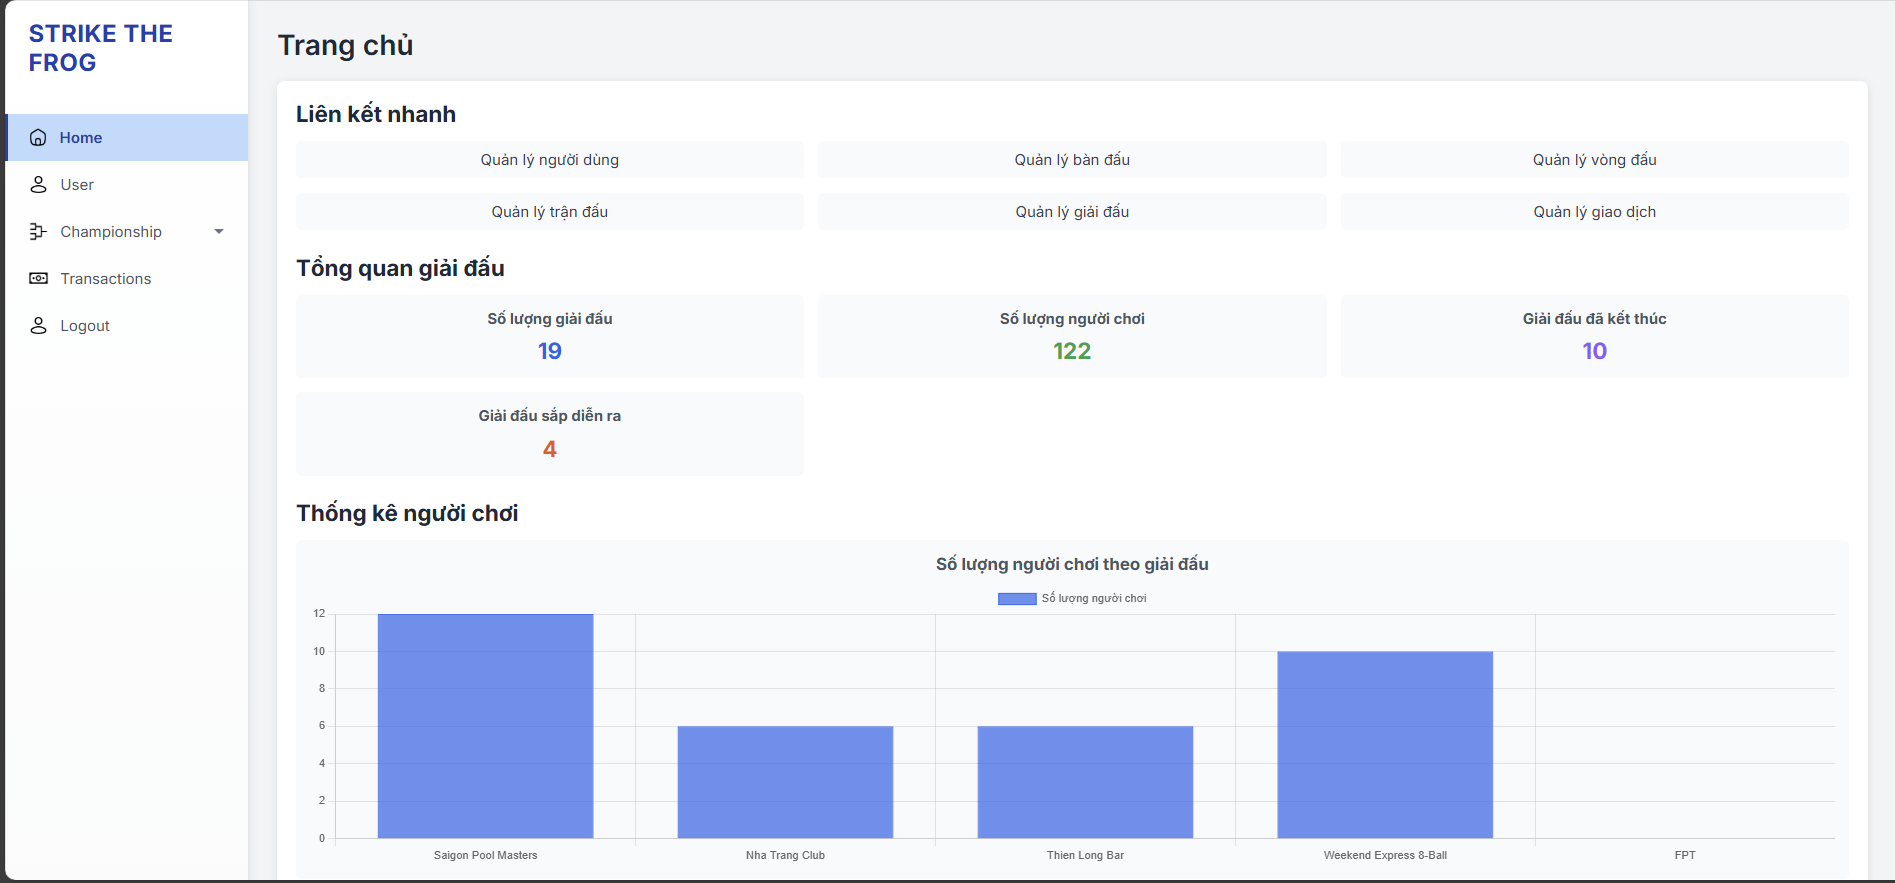 STRIKE THE
FROG
Home
User
Championship
Transactions
Logout
Trang chủ
Liên kết nhanh
Quản lý người dùng
Quản lý bàn đấu
Quản lý vòng đấu
Quản lý trận đấu
Quản lý giải đấu
Quản lý giao dịch
Tổng quan giải đấu
Số lượng giải đấu
19
Số lượng người chơi
122
Giải đấu đã kết thúc
10
Giải đấu sắp diễn ra
4
Thống kê người chơi
Số lượng người chơi theo giải đấu
Số lượng người chơi
12
10
8
6
4
2
0
Saigon Pool Masters
Nha Trang Club
Thien Long Bar
Weekend Express 8-Ball
FPT